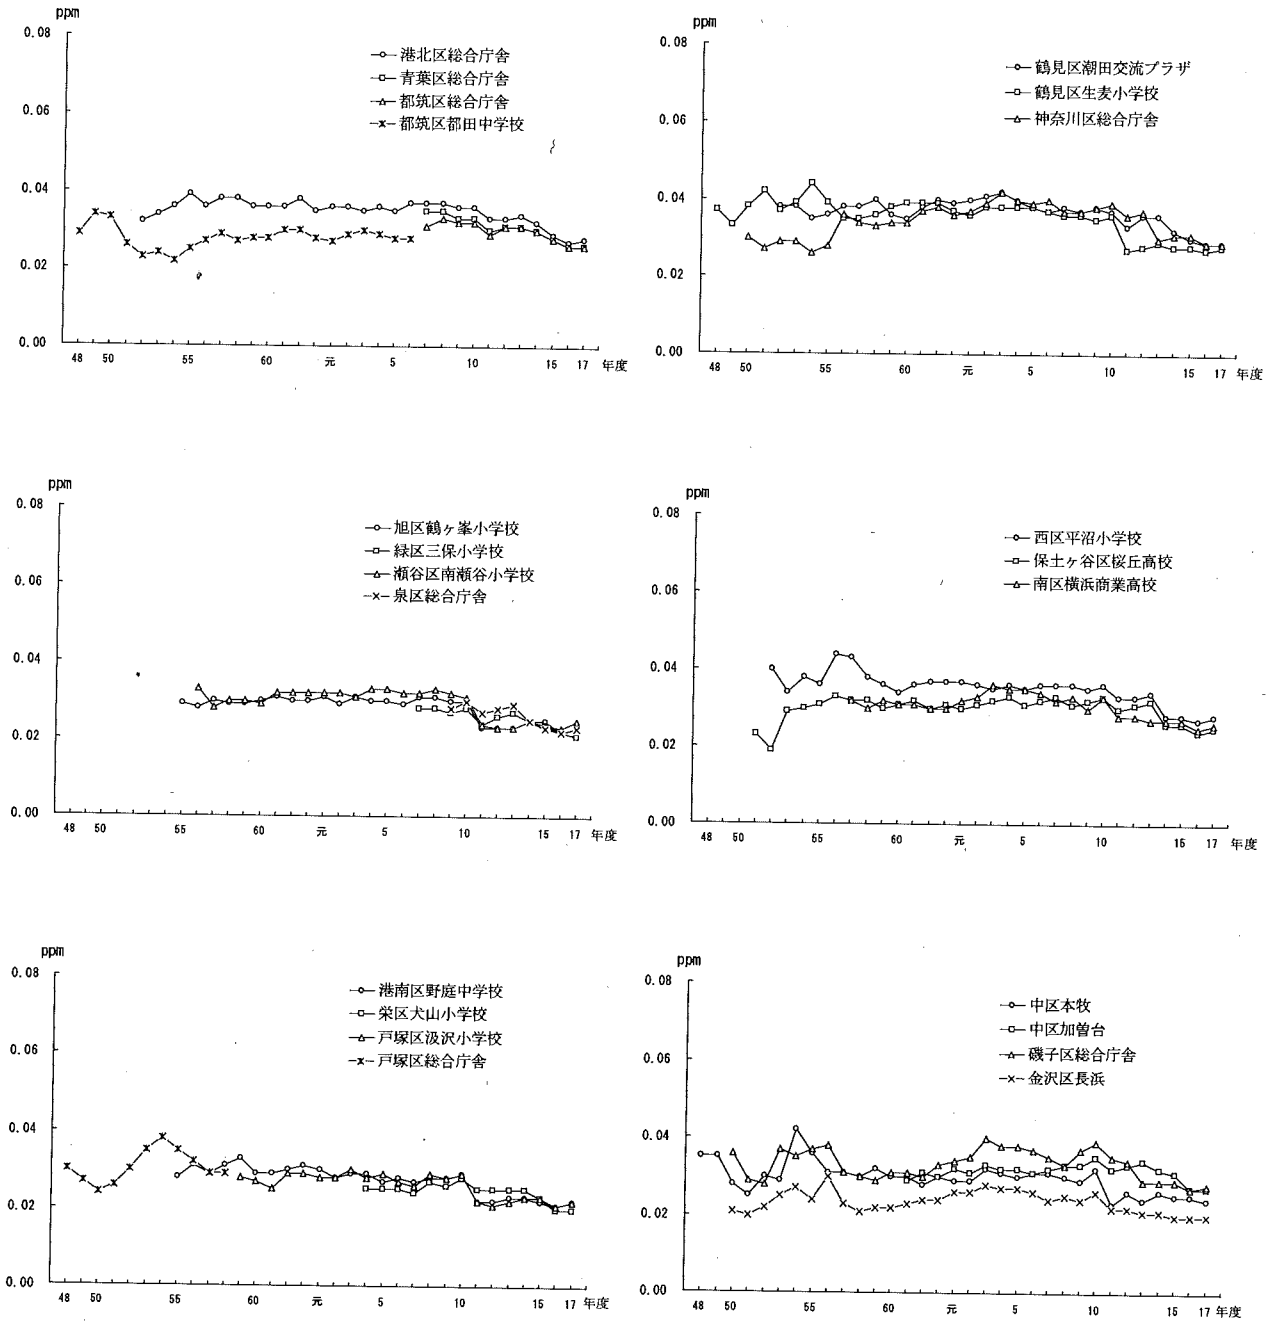 ppm
0.08
0.06
0.04
0.02
0.00
港北区総合庁舎
青葉区総合庁舎
都筑区総合庁舎
都筑区都田中学校
48 50 55 60 元 5 10 15 17 年度
ppm
0.08
0.06
0.04
0.02
0.00
鶴見区潮田交流プラザ
鶴見区生麦小学校
神奈川区総合庁舎
48 50 55 60 元 5 10 15 17 年度
ppm
0.08
0.06
0.04
0.02
0.00
旭区鶴ヶ峯小学校
緑区三保小学校
瀬谷区南瀬谷小学校
泉区総合庁舎
48 50 55 60 元 5 10 15 17 年度
ppm
0.08
0.06
0.04
0.02
0.00
西区平沼小学校
保土ヶ谷区桜丘高校
南区横浜商業高校
48 50 55 60 元 5 10 15 17 年度
ppm
0.08
0.06
0.04
0.02
0.00
港南区野庭中学校
栄区犬山小学校
戸塚区汲沢小学校
戸塚区総合庁舎
48 50 55 60 元 5 10 15 17 年度
ppm
0.08
0.06
0.04
0.02
0.00
中区本牧
中区加曽台
磯子区総合庁舎
金沢区長浜
48 50 55 60 元 5 10 15 17 年度